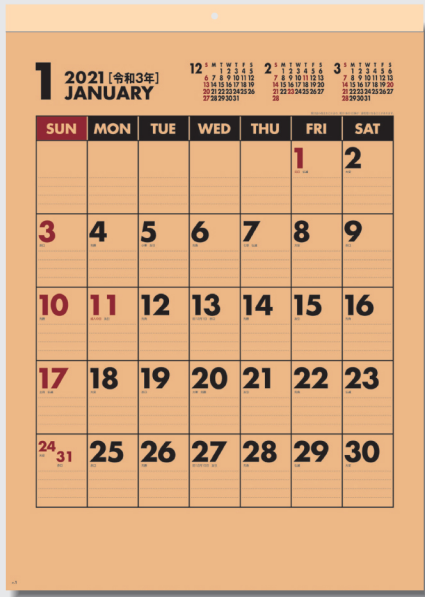 1 2021 [令和3年]
JANUARY
12 S M T W T F S
1 2 3 4 5
6 7 8 9 10 11 12
13 14 15 16 17 18 19
20 21 22 23 24 25 26
27 28 29 30 31
2 S M T W T F S
1 2 3 4 5 6
7 8 9 10 11 12 13
14 15 16 17 18 19 20
21 22 23 24 25 26 27
28
3 S M T W T F S
1 2 3 4 5 6
7 8 9 10 11 12 13
14 15 16 17 18 19 20
21 22 23 24 25 26 27
28 29 30 31
SUN MON TUE WED THU FRI SAT
1 2
3 4 5 6 7 8 9
10 11 12 13 14 15 16
17 18 19 20 21 22 23
24 31 25 26 27 28 29 30